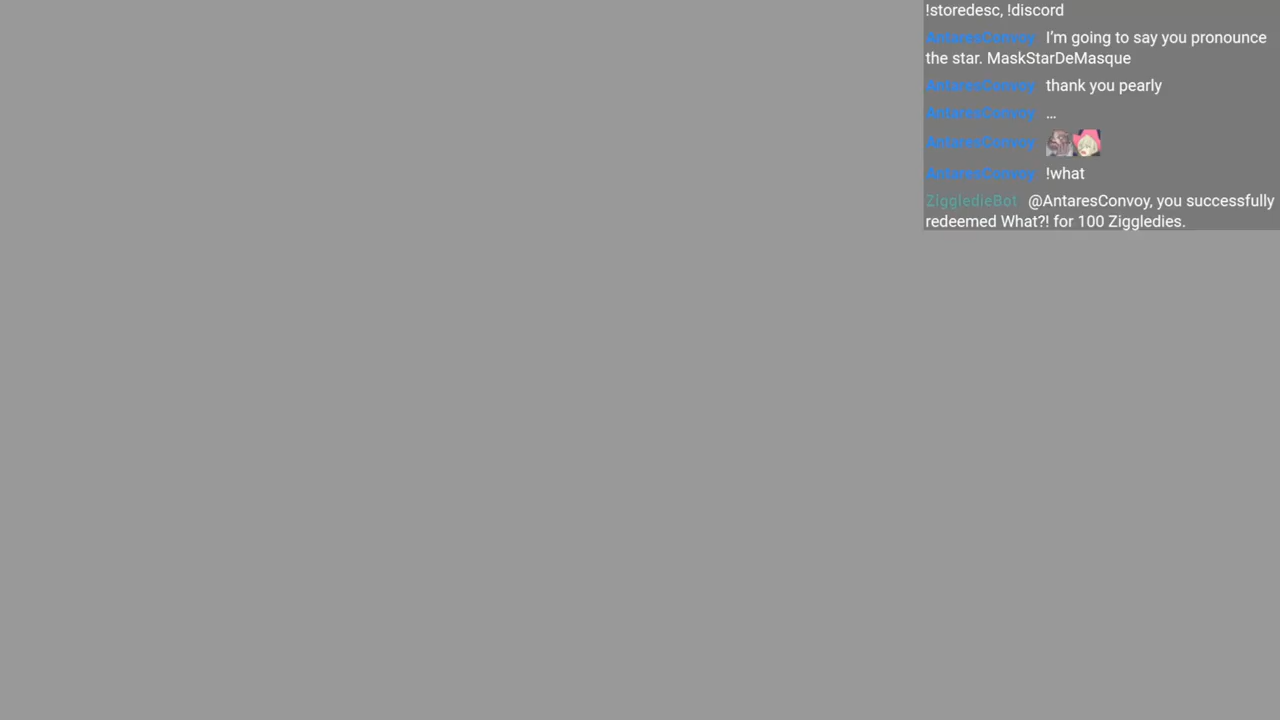 !storedesc, !discord
AntaresConvoy I'm going to say you pronounce
the star. MaskStarDeMasque
AntaresConvoy thank you pearly
AntaresConvoy ...
AntaresConvoy
AntaresConvoy !what
ZiggledieBot @AntaresConvoy, you successfully
redeemed What?! for 100 Ziggledies.